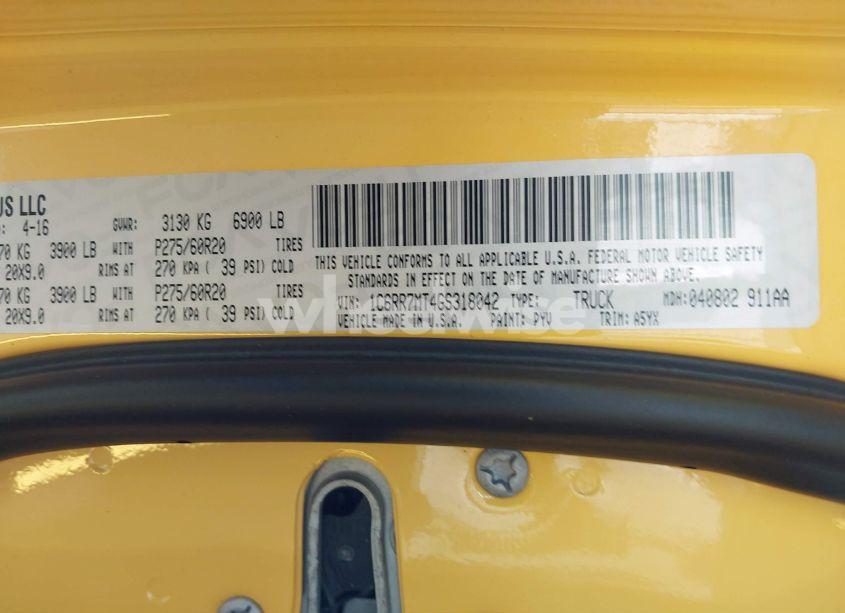 US LLC
: 4-16 GVWR: 3130 KG 6900 LB
70 KG 3900 LB WITH P275/60R20 TIRES
20X9.0 RIMS AT 270 KPA ( 39 PSI) COLD
70 KG 3900 LB WITH P275/60R20 TIRES
20X9.0 RIMS AT 270 KPA ( 39 PSI) COLD
THIS VEHICLE CONFORMS TO ALL APPLICABLE U.S.A. FEDERAL MOTOR VEHICLE SAFETY
STANDARDS IN EFFECT ON THE DATE OF MANUFACTURE SHOWN ABOVE.
VIN: 1C6RR7MT4GS318042 TYPE: TRUCK MDH: 040802 911AA
VEHICLE MADE IN U.S.A. PAINT: PYV TRIM: A5YX